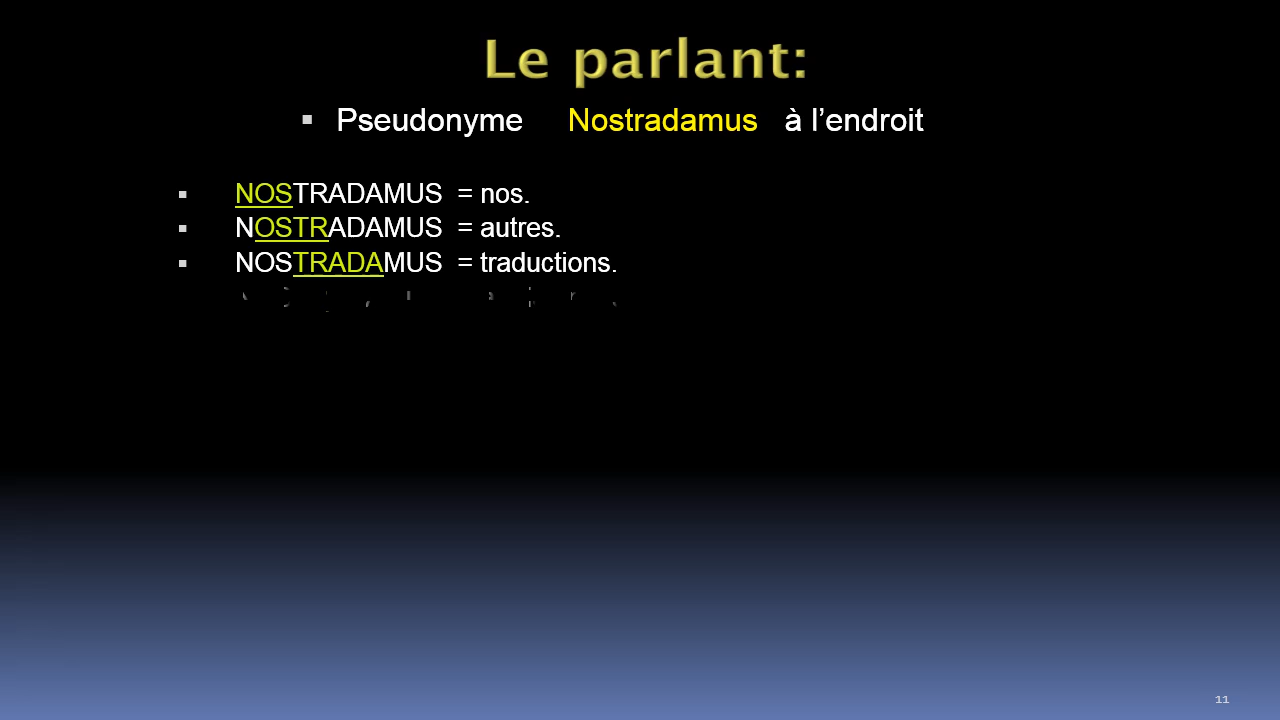 Le parlant:
▪ Pseudonyme Nostradamus à l’endroit
▪ NOSTRADAMUS = nos.
▪ NOSTRADAMUS = autres.
▪ NOSTRADAMUS = traductions.
11